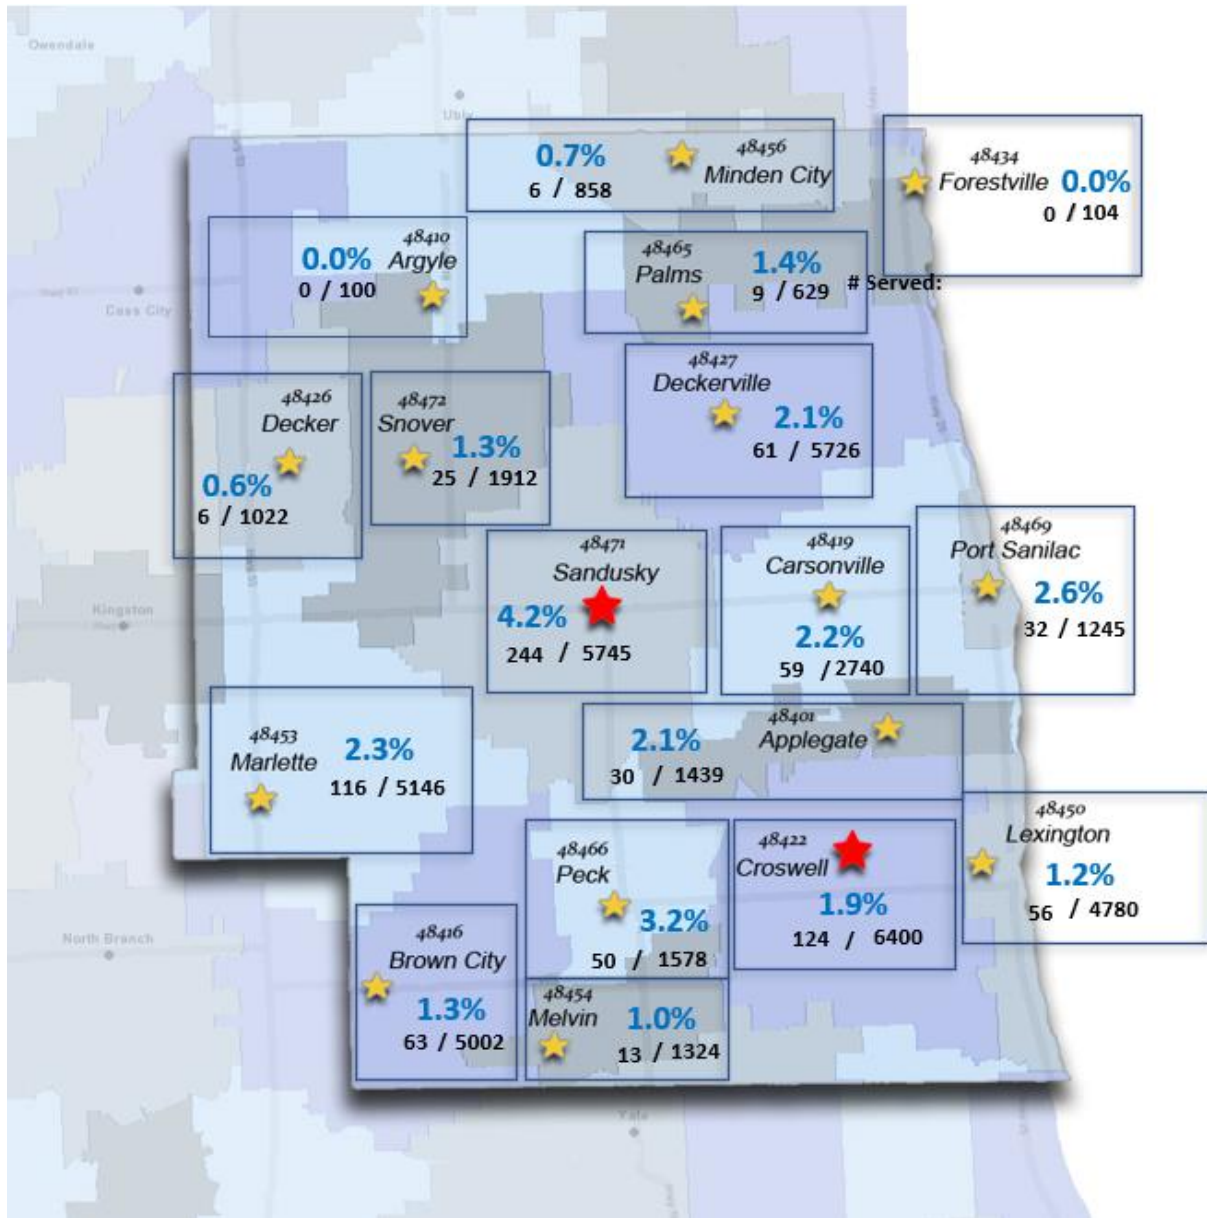 Owendale
Ubly
48456
Minden City
0.7%
6 / 858
48434
Forestville 0.0%
0 / 104
48410
Argyle
0.0%
0 / 100
48465
Palms
1.4%
9 / 629
# Served:
Cass City
48427
Deckerville
2.1%
61 / 5726
48426
Decker
0.6%
6 / 1022
48472
Snover
1.3%
25 / 1912
48471
Sandusky
4.2%
244 / 5745
48419
Carsonville
2.2%
59 / 2740
48469
Port Sanilac
2.6%
32 / 1245
Kingston
48453
Marlette
2.3%
116 / 5146
48401
Applegate
2.1%
30 / 1439
48450
Lexington
1.2%
56 / 4780
48466
Peck
3.2%
50 / 1578
48422
Croswell
1.9%
124 / 6400
North Branch
48416
Brown City
1.3%
63 / 5002
48454
Melvin
1.0%
13 / 1324
Yale